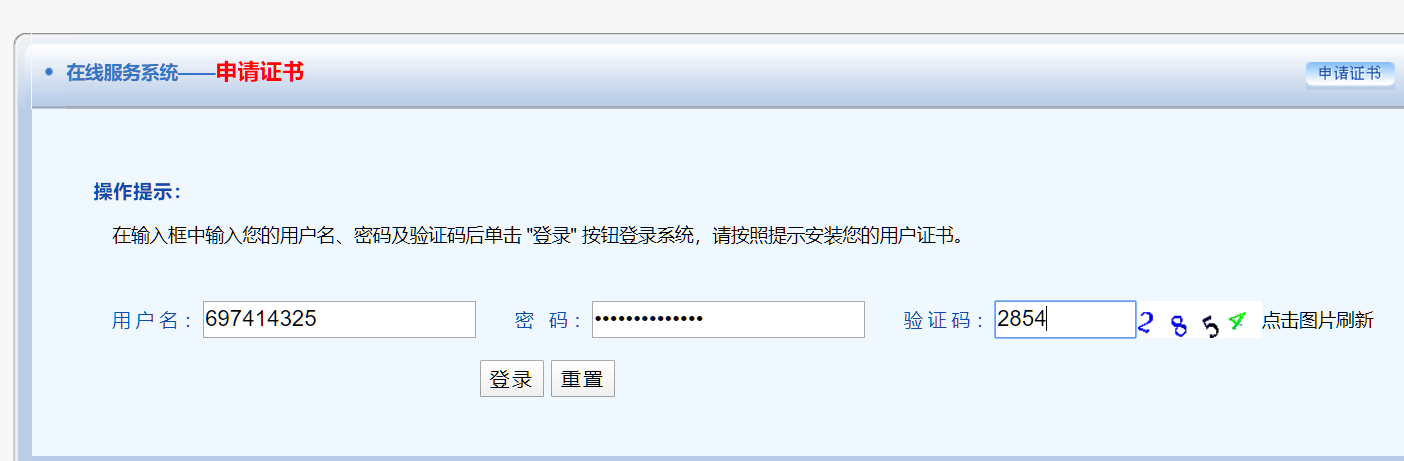 在线服务系统——申请证书
申请证书
操作提示：
在输入框中输入您的用户名、密码及验证码后单击 "登录" 按钮登录系统，请按照提示安装您的用户证书。
用户名： 697414325 密 码： •••••••••••••• 验证码： 2854 2854 点击图片刷新
登录 重置